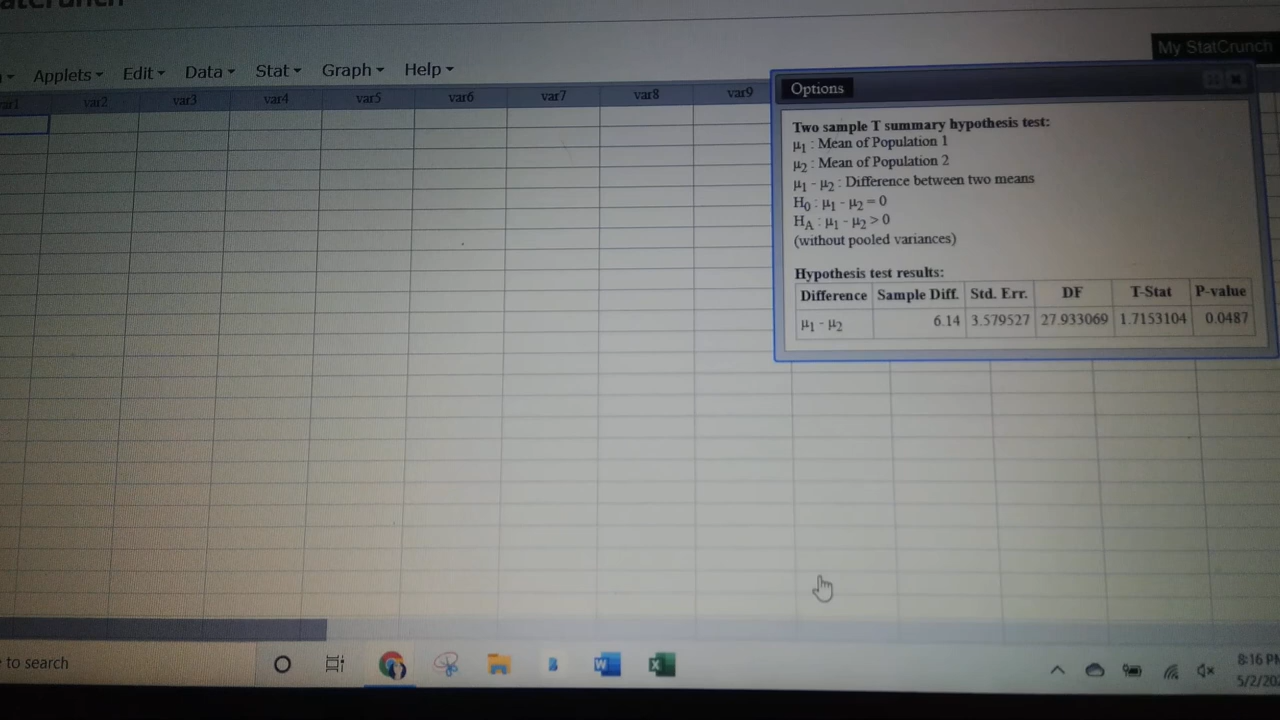 My StatCrunch
Applets Edit Data Stat Graph Help
var2 var3 var4 var5 var6 var7 var8 var9
Options
Two sample T summary hypothesis test:
μ1 : Mean of Population 1
μ2 : Mean of Population 2
μ1 - μ2 : Difference between two means
H0 : μ1 - μ2 = 0
HA : μ1 - μ2 > 0
(without pooled variances)
Hypothesis test results:
Difference Sample Diff. Std. Err. DF T-Stat P-value
μ1 - μ2 6.14 3.579527 27.933069 1.7153104 0.0487
to search
8:16 PM
5/2/20